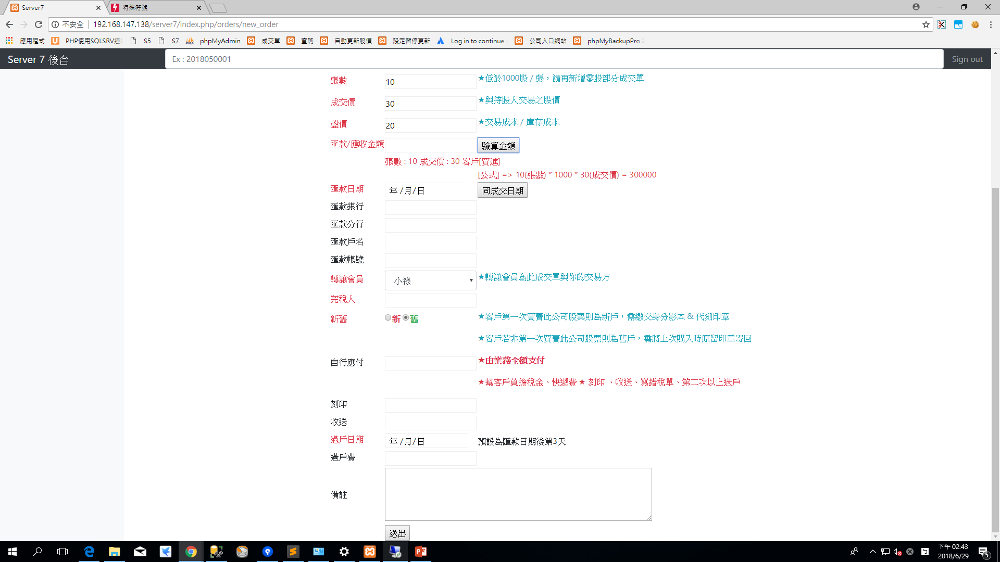 Server7
特殊符號
不安全 192.168.147.138/server7/index.php/orders/new_order
應用程式 PHP使用SQLSRV連 S5 S7 phpMyAdmin 成交單 查詢 自動更新股價 設定暫停更新 Log in to continue 公司入口網站 phpMyBackupPro
Server 7 後台 Ex : 2018050001 Sign out
張數 10 ★低於1000股 / 張，請再新增零股部分成交單
成交價 30 ★與持股人交易之股價
盤價 20 ★交易成本 / 庫存成本
匯款/應收金額 驗算金額
張數 : 10 成交價 : 30 客戶[買進]
[公式] => 10(張數) * 1000 * 30(成交價) = 300000
匯款日期 年 /月/日 同成交日期
匯款銀行
匯款分行
匯款戶名
匯款帳號
轉讓會員 小祿 ★轉讓會員為此成交單與你的交易方
完稅人
新舊 新 舊 ★客戶第一次買賣此公司股票則為新戶，需繳交身分影本 & 代刻印章
★客戶若非第一次買賣此公司股票則為舊戶，需將上次購入時原留印章寄回
自行應付 ★由業務全額支付
★幫客戶負擔稅金、快遞費 ★ 刻印 、收送、寫錯稅單、第二次以上過戶
刻印
收送
過戶日期 年 /月/日 預設為匯款日期後第3天
過戶費
備註
送出
下午 02:43
2018/6/29
5